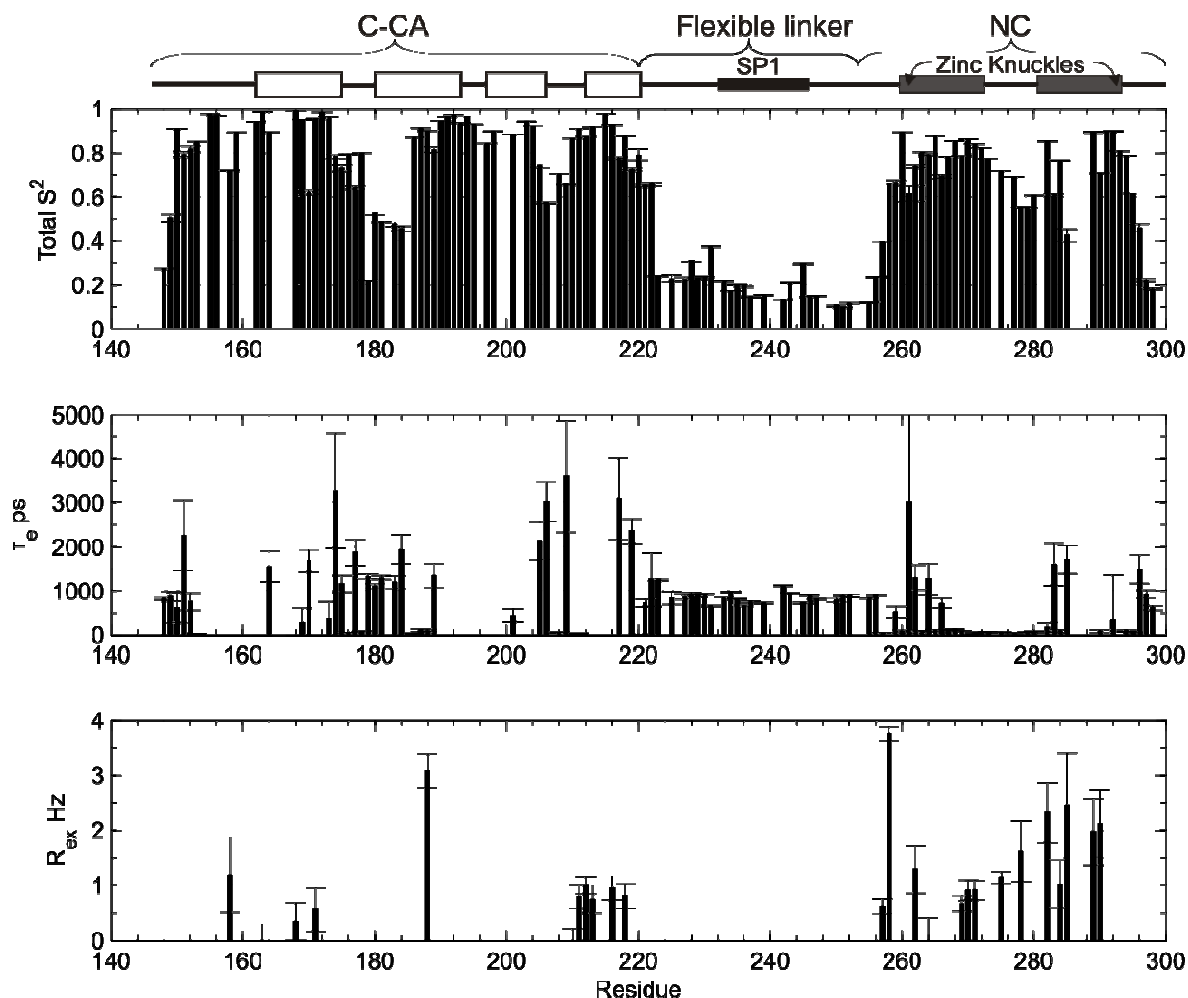 C-CA
Flexible linker
NC
SP1
Zinc Knuckles
Total S²
1
0.8
0.6
0.4
0.2
0
140 160 180 200 220 240 260 280 300
τe ps
5000
4000
3000
2000
1000
0
140 160 180 200 220 240 260 280 300
Rex Hz
4
3
2
1
0
140 160 180 200 220 240 260 280 300
Residue